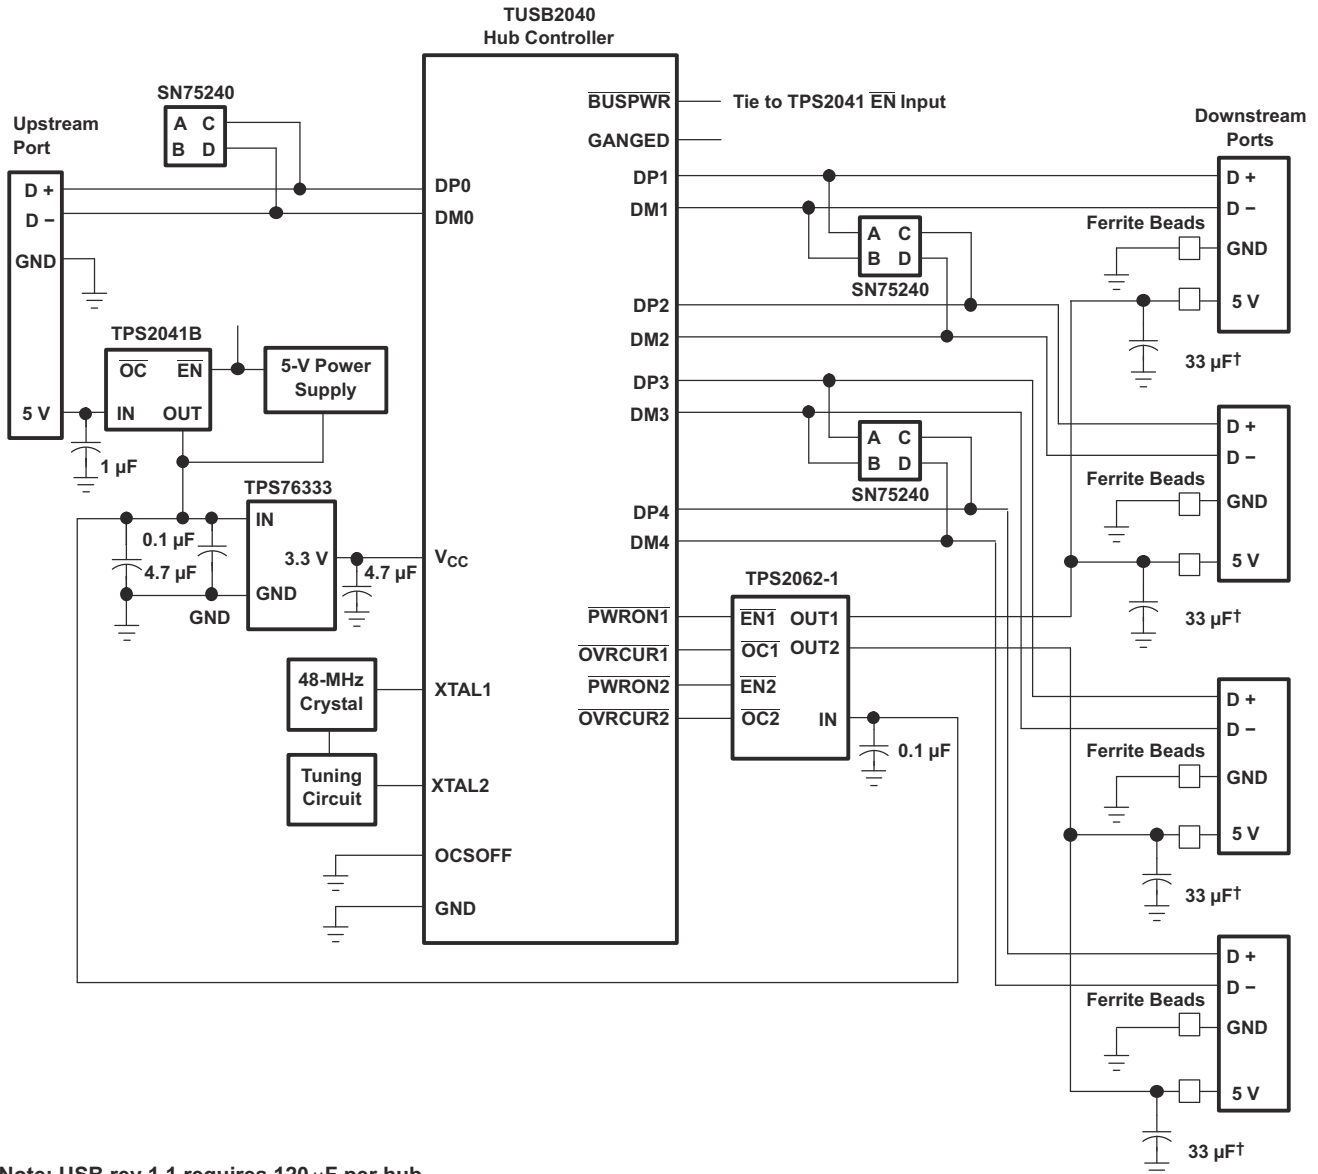 TUSB2040
Hub Controller
SN75240
A C
B D
Upstream
Port
D +
D −
GND
5 V
BUSPWR
Tie to TPS2041 EN Input
GANGED
DP0
DM0
DP1
DM1
Downstream
Ports
D +
D −
Ferrite Beads
GND
5 V
33 µF†
A C
B D
SN75240
DP2
DM2
TPS2041B
OC EN
IN OUT
5-V Power
Supply
1 µF
DP3
DM3
D +
D −
Ferrite Beads
GND
5 V
33 µF†
A C
B D
SN75240
DP4
DM4
TPS76333
IN
3.3 V
GND
0.1 µF
4.7 µF
GND
4.7 µF
VCC
TPS2062-1
PWRON1
OVRCUR1
PWRON2
OVRCUR2
EN1 OUT1
OC1 OUT2
EN2
OC2 IN
0.1 µF
48-MHz
Crystal
XTAL1
Tuning
Circuit
XTAL2
OCSOFF
GND
D +
D −
Ferrite Beads
GND
5 V
33 µF†
D +
D −
Ferrite Beads
GND
5 V
33 µF†